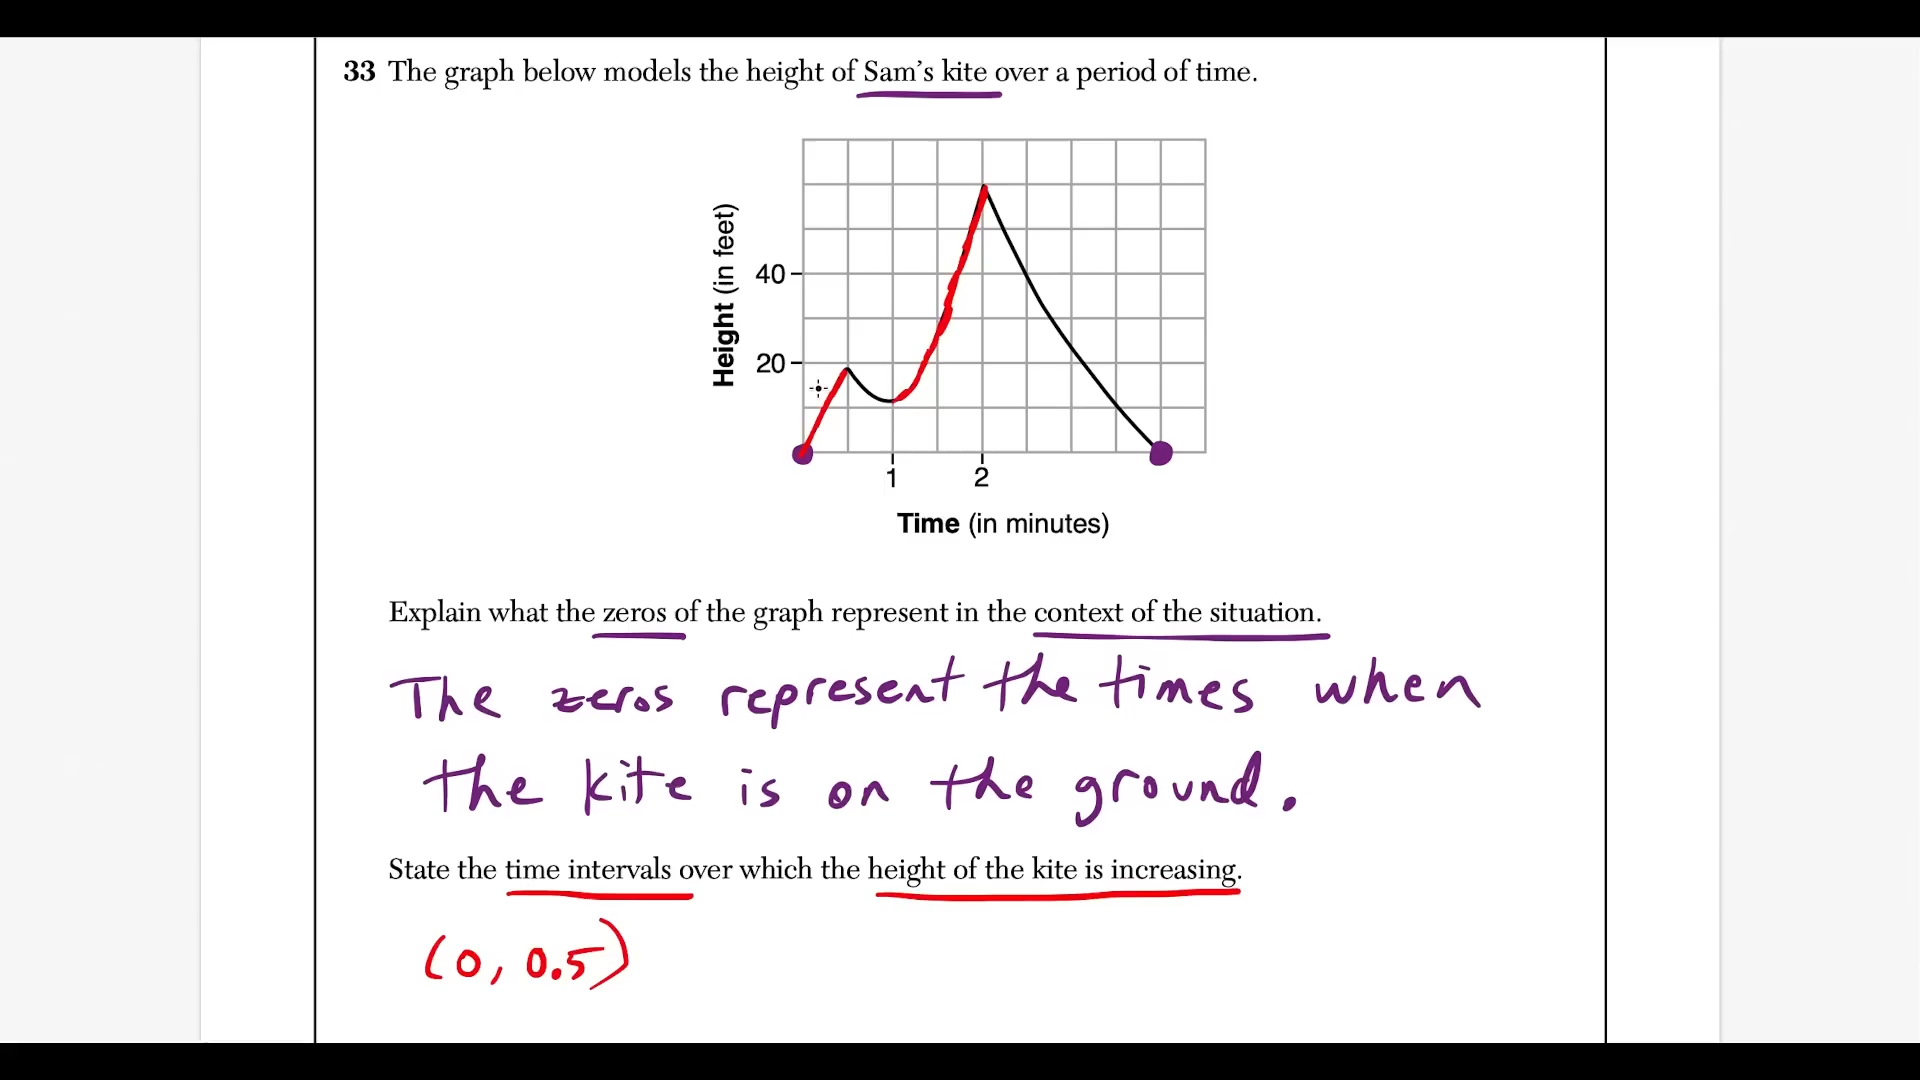 33 The graph below models the height of Sam's kite over a period of time.
Height (in feet)
40
20
1
2
Time (in minutes)
Explain what the zeros of the graph represent in the context of the situation.
The zeros represent the times when
the kite is on the ground.
State the time intervals over which the height of the kite is increasing.
(0, 0.5)